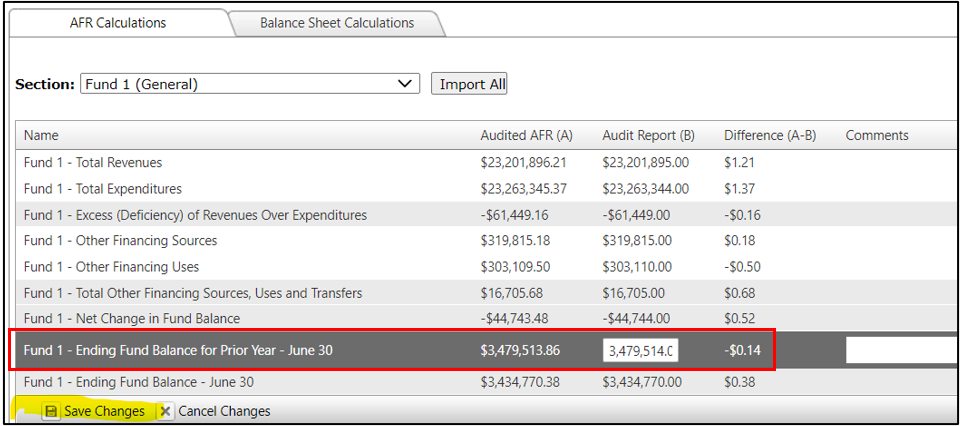 AFR Calculations Balance Sheet Calculations
Section: Fund 1 (General) Import All
Name Audited AFR (A) Audit Report (B) Difference (A-B) Comments
Fund 1 - Total Revenues $23,201,896.21 $23,201,895.00 $1.21
Fund 1 - Total Expenditures $23,263,345.37 $23,263,344.00 $1.37
Fund 1 - Excess (Deficiency) of Revenues Over Expenditures -$61,449.16 -$61,449.00 -$0.16
Fund 1 - Other Financing Sources $319,815.18 $319,815.00 $0.18
Fund 1 - Other Financing Uses $303,109.50 $303,110.00 -$0.50
Fund 1 - Total Other Financing Sources, Uses and Transfers $16,705.68 $16,705.00 $0.68
Fund 1 - Net Change in Fund Balance -$44,743.48 -$44,744.00 $0.52
Fund 1 - Ending Fund Balance for Prior Year - June 30 $3,479,513.86 3,479,514.0 -$0.14
Fund 1 - Ending Fund Balance - June 30 $3,434,770.38 $3,434,770.00 $0.38
Save Changes Cancel Changes